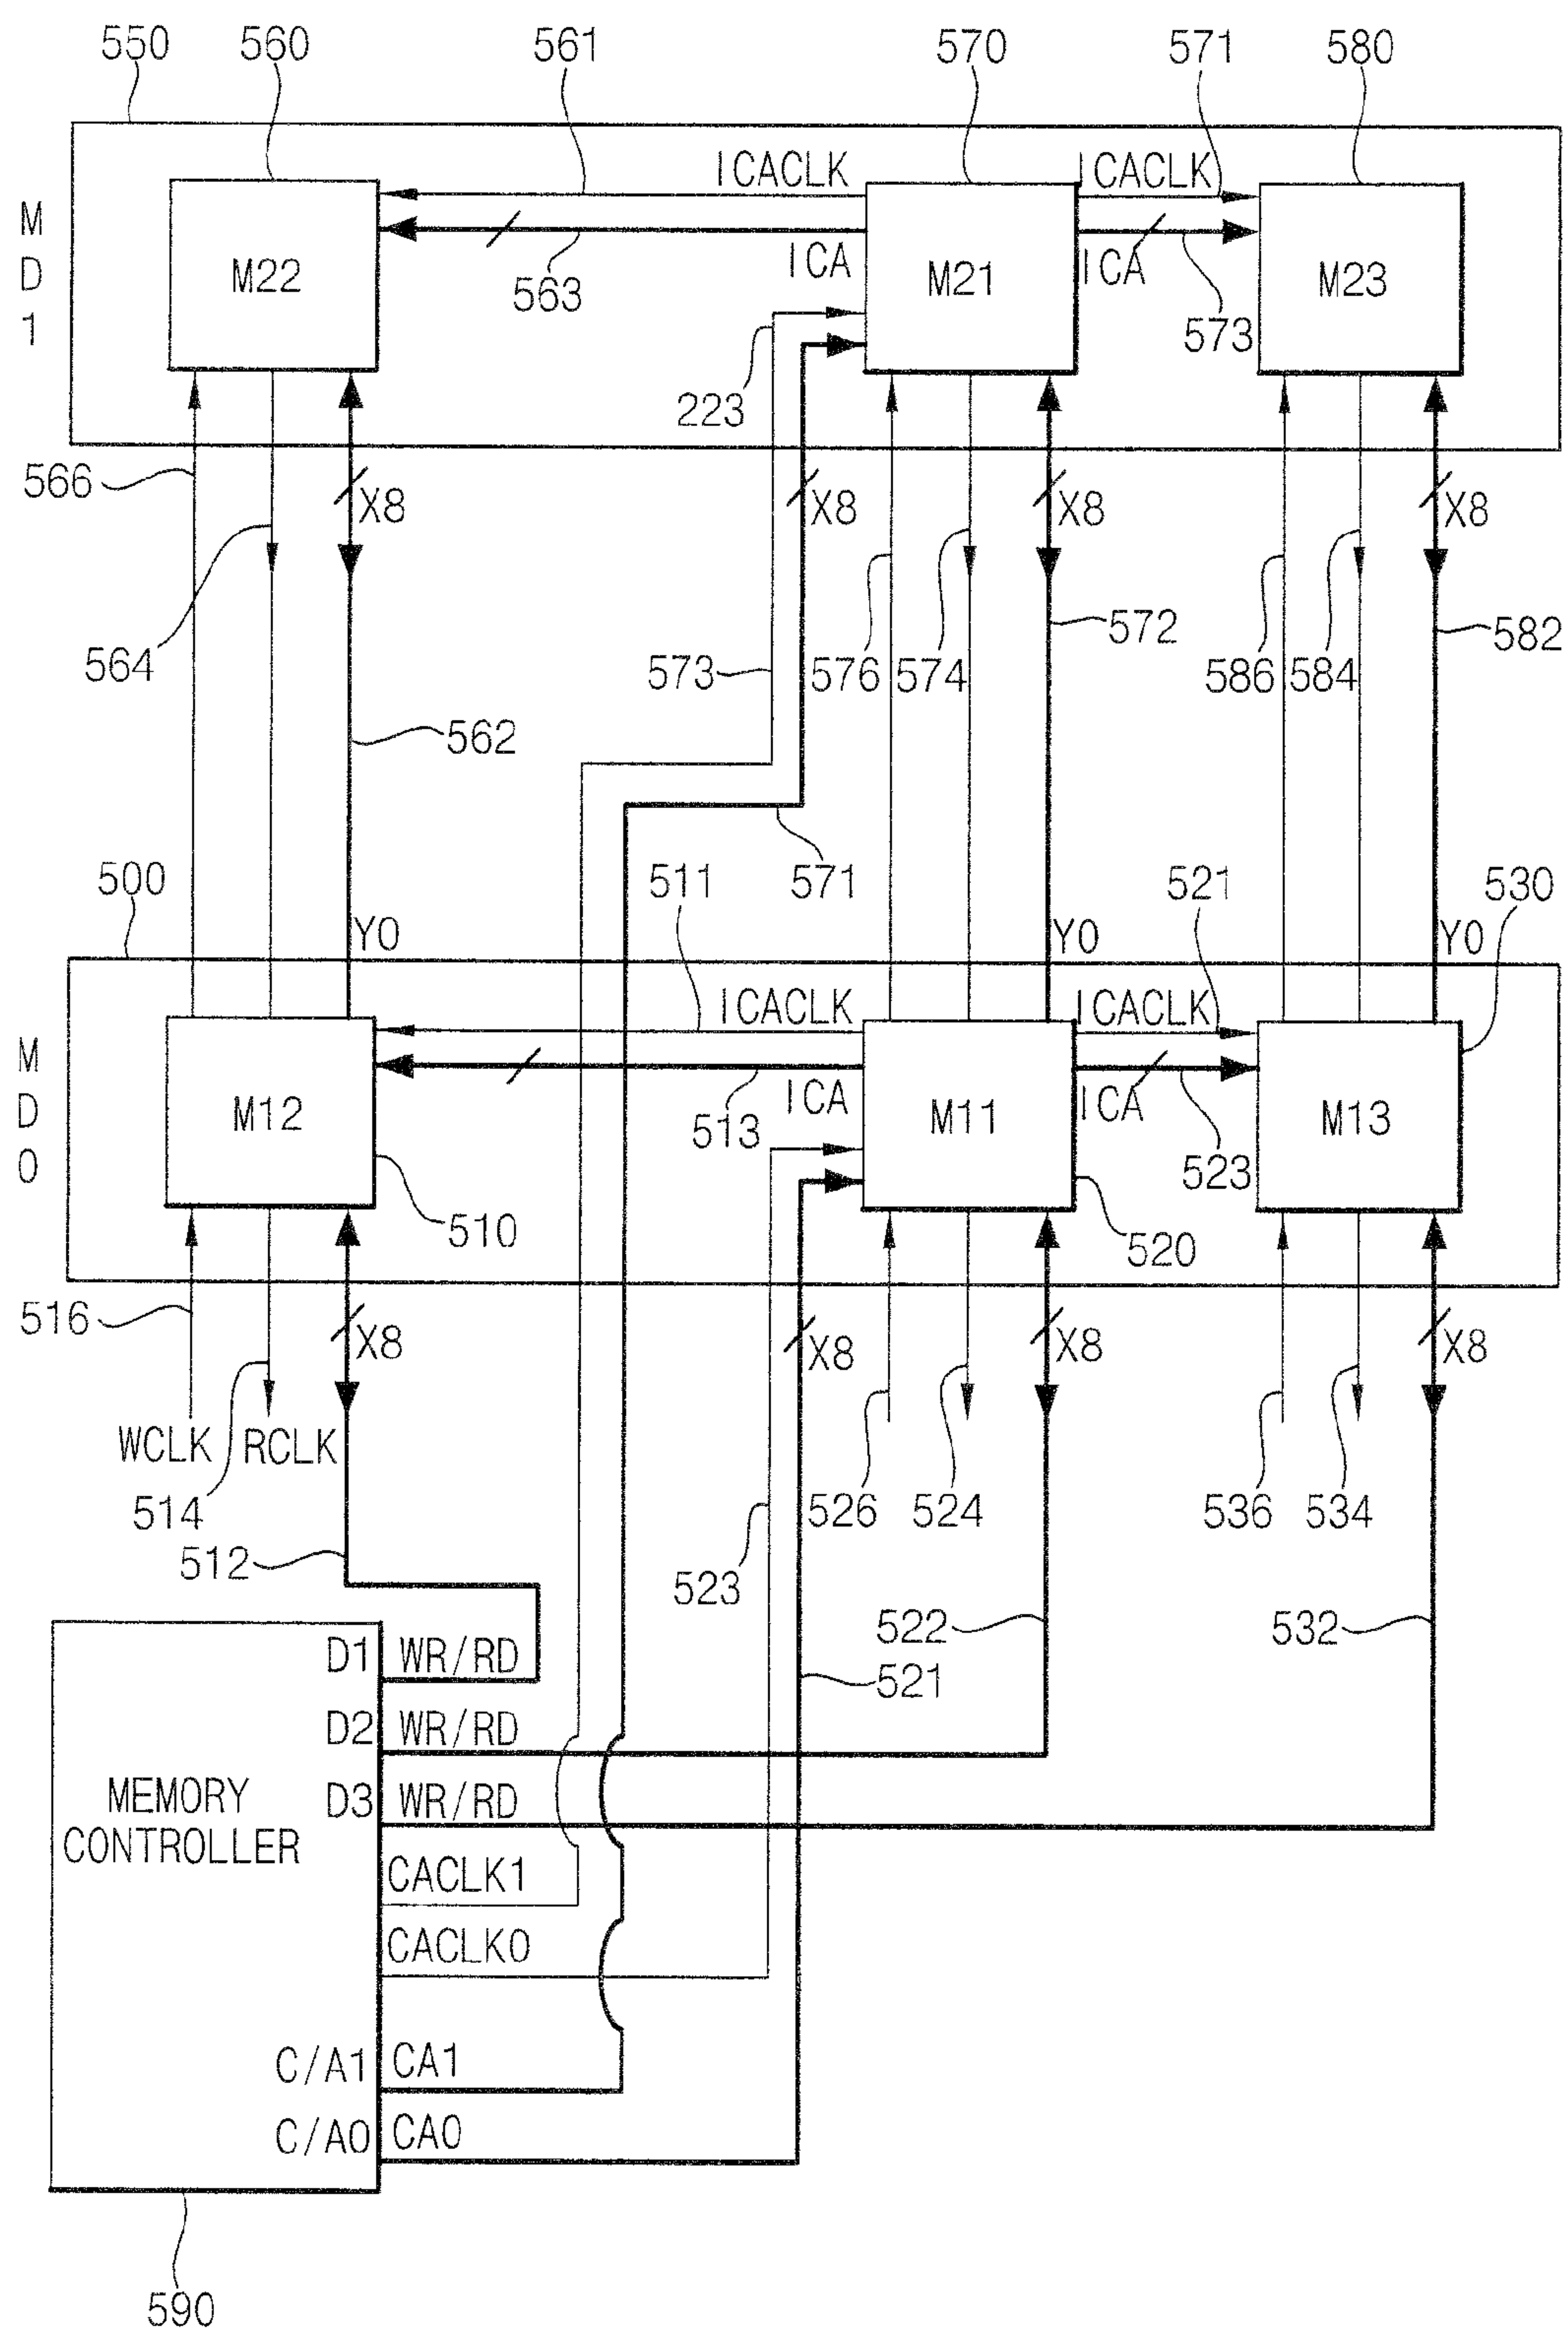 550
560
561
570
571
580
ICACLK
ICACLK
M
D
1
M22
ICA
M21
ICA
M23
563
573
223
566
X8
X8
X8
X8
564
573
576
574
572
586
584
582
562
571
500
511
521
530
Y0
Y0
Y0
ICACLK
ICACLK
M
D
0
M12
ICA
M11
ICA
M13
513
523
510
520
516
X8
X8
X8
X8
WCLK
RCLK
514
526
524
536
534
512
523
522
532
521
D1
WR/RD
D2
WR/RD
D3
WR/RD
MEMORY
CONTROLLER
CACLK1
CACLK0
C/A1
CA1
C/A0
CA0
590